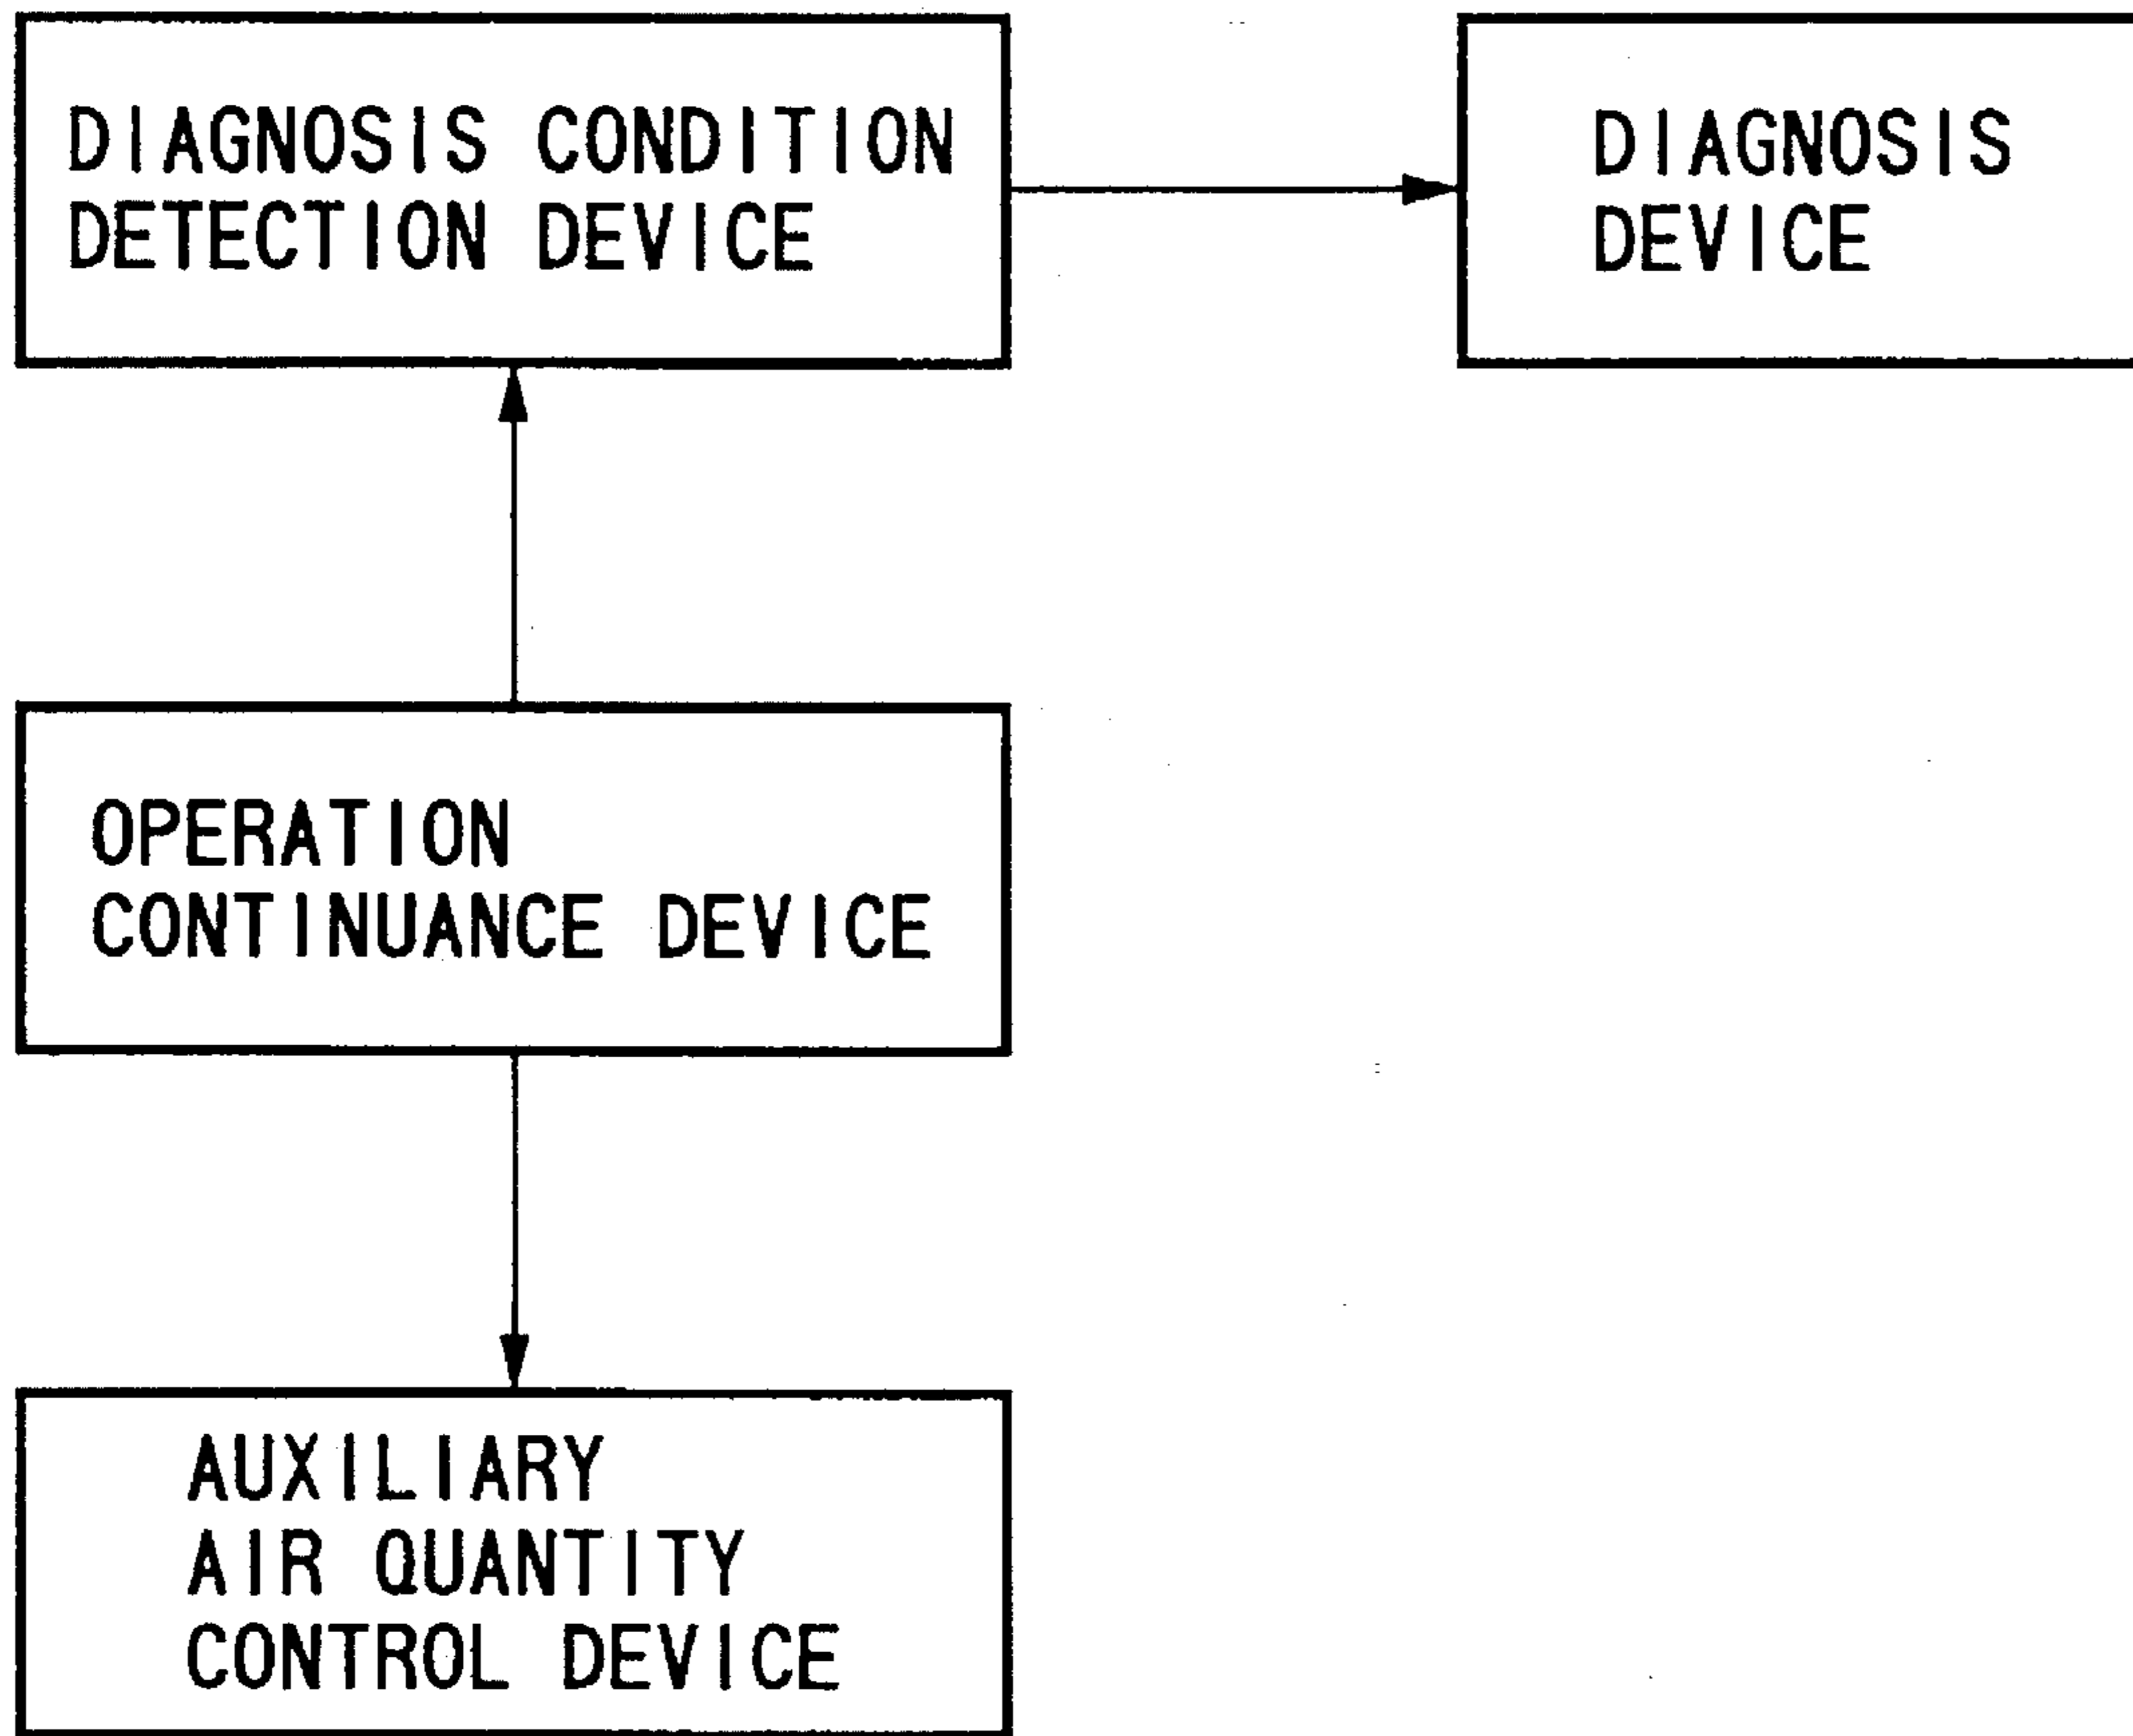 DIAGNOSIS CONDITION
DETECTION DEVICE
DIAGNOSIS
DEVICE
OPERATION
CONTINUANCE DEVICE
AUXILIARY
AIR QUANTITY
CONTROL DEVICE